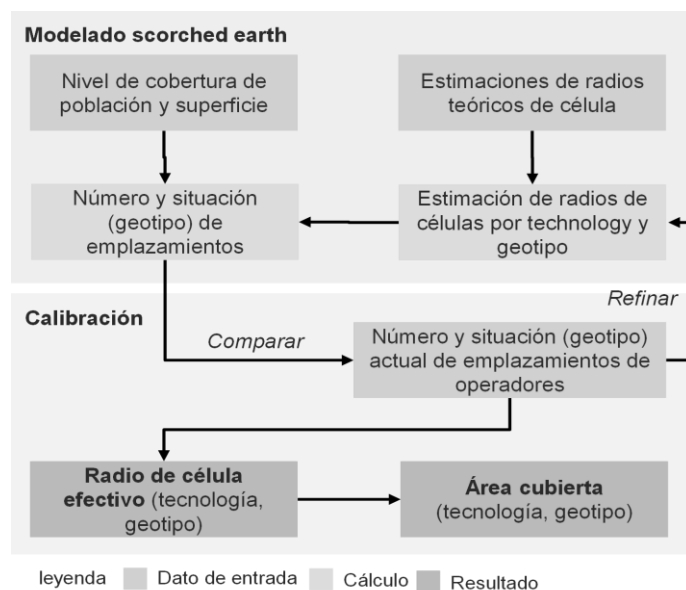 Modelado scorched earth
Nivel de cobertura de
población y superficie
Estimaciones de radios
teóricos de célula
Número y situación
(geotipo) de
emplazamientos
Estimación de radios de
células por technology y
geotipo
Refinar
Calibración
Comparar
Número y situación (geotipo)
actual de emplazamientos de
operadores
Radio de célula
efectivo (tecnología,
geotipo)
Área cubierta
(tecnología, geotipo)
leyenda Dato de entrada Cálculo Resultado